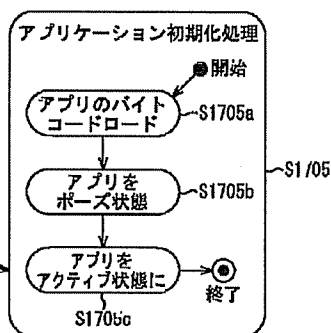 アプリケーション初期化処理
開始
アプリのバイト
コードロード
S1705a
S1705
アプリを
ポーズ状態
S1705b
アプリを
アクティブ状態に
終了
S1705c